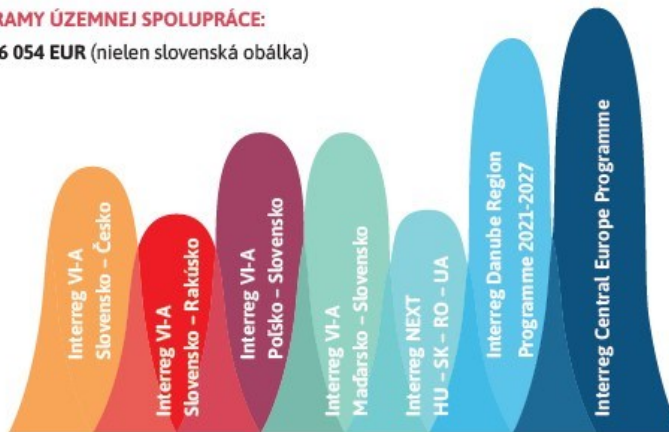 RAMY ÚZEMNEJ SPOLUPRÁCE:
6 054 EUR (nielen slovenská obálka)
Interreg VI-A
Slovensko – Česko
Interreg VI-A
Slovensko – Rakúsko
Interreg VI-A
Poľsko – Slovensko
Interreg VI-A
Maďarsko – Slovensko
Interreg NEXT
HU – SK – RO – UA
Interreg Danube Region
Programme 2021-2027
Interreg Central Europe Programme